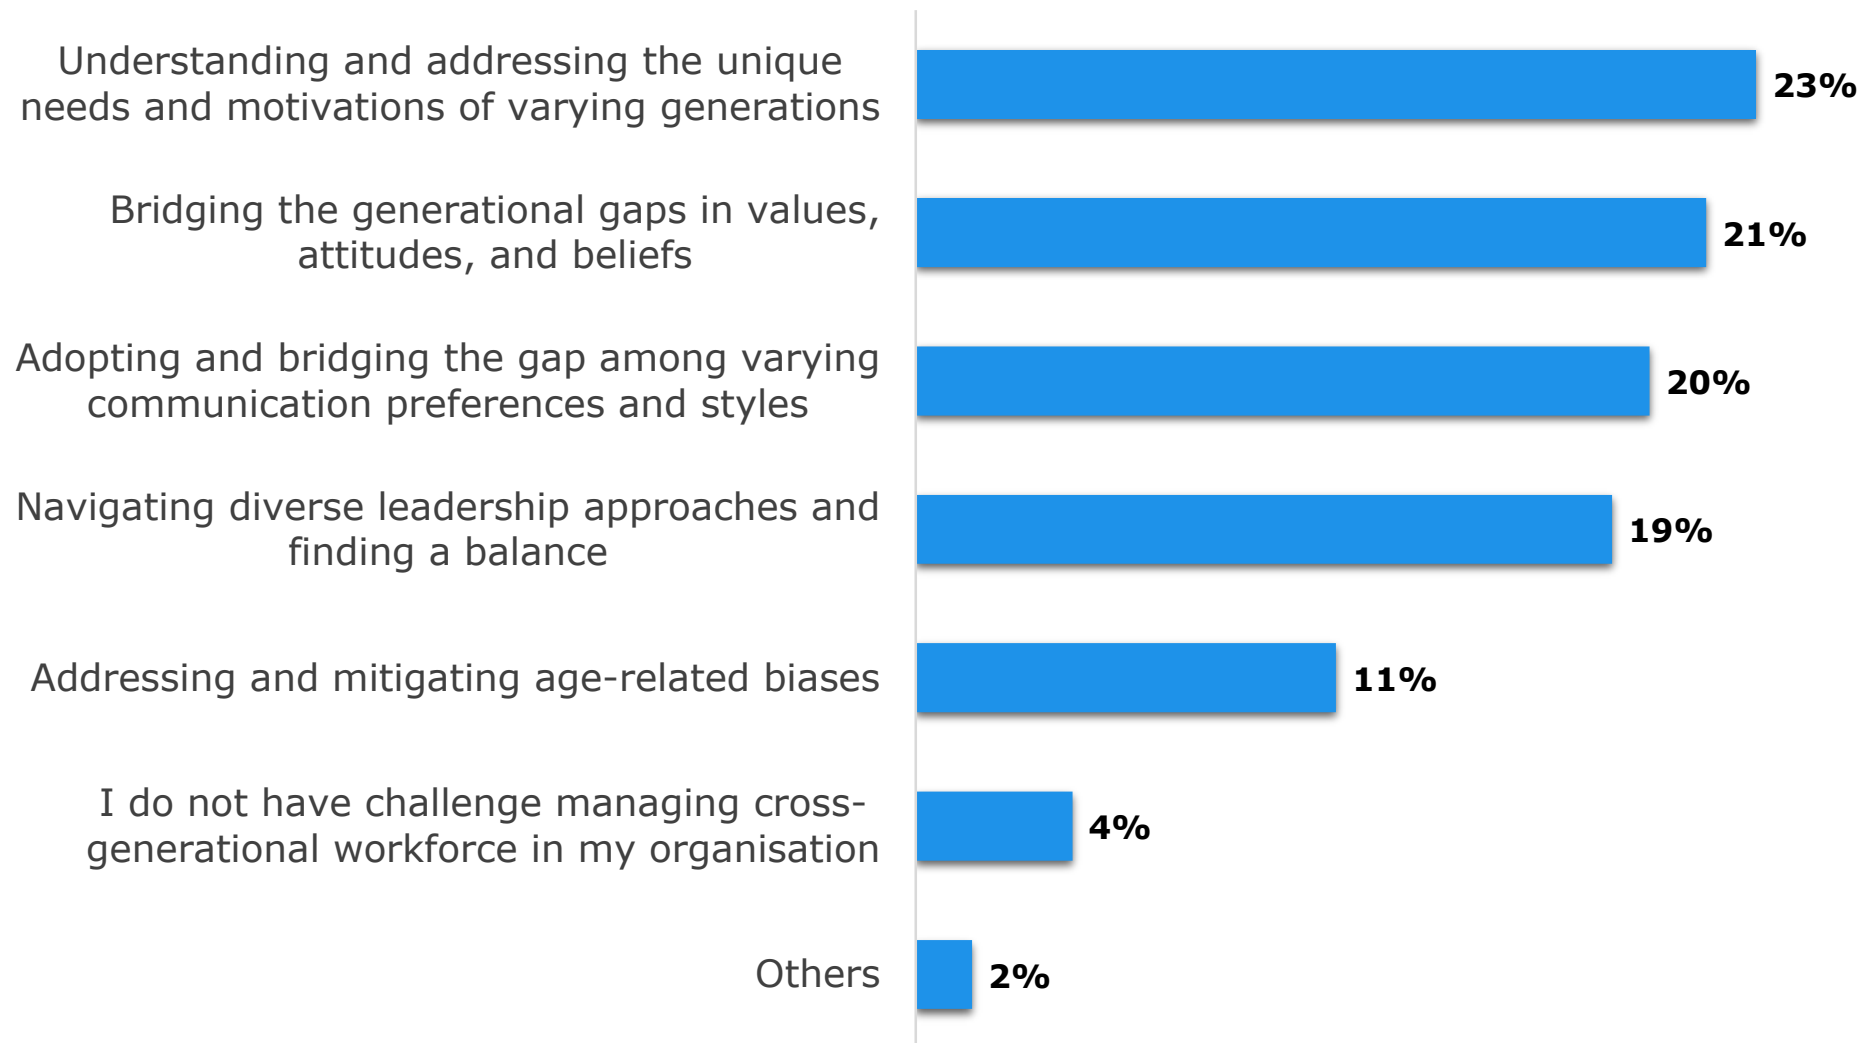 Understanding and addressing the unique
needs and motivations of varying generations
23%
Bridging the generational gaps in values,
attitudes, and beliefs
21%
Adopting and bridging the gap among varying
communication preferences and styles
20%
Navigating diverse leadership approaches and
finding a balance
19%
Addressing and mitigating age-related biases
11%
I do not have challenge managing cross-
generational workforce in my organisation
4%
Others
2%